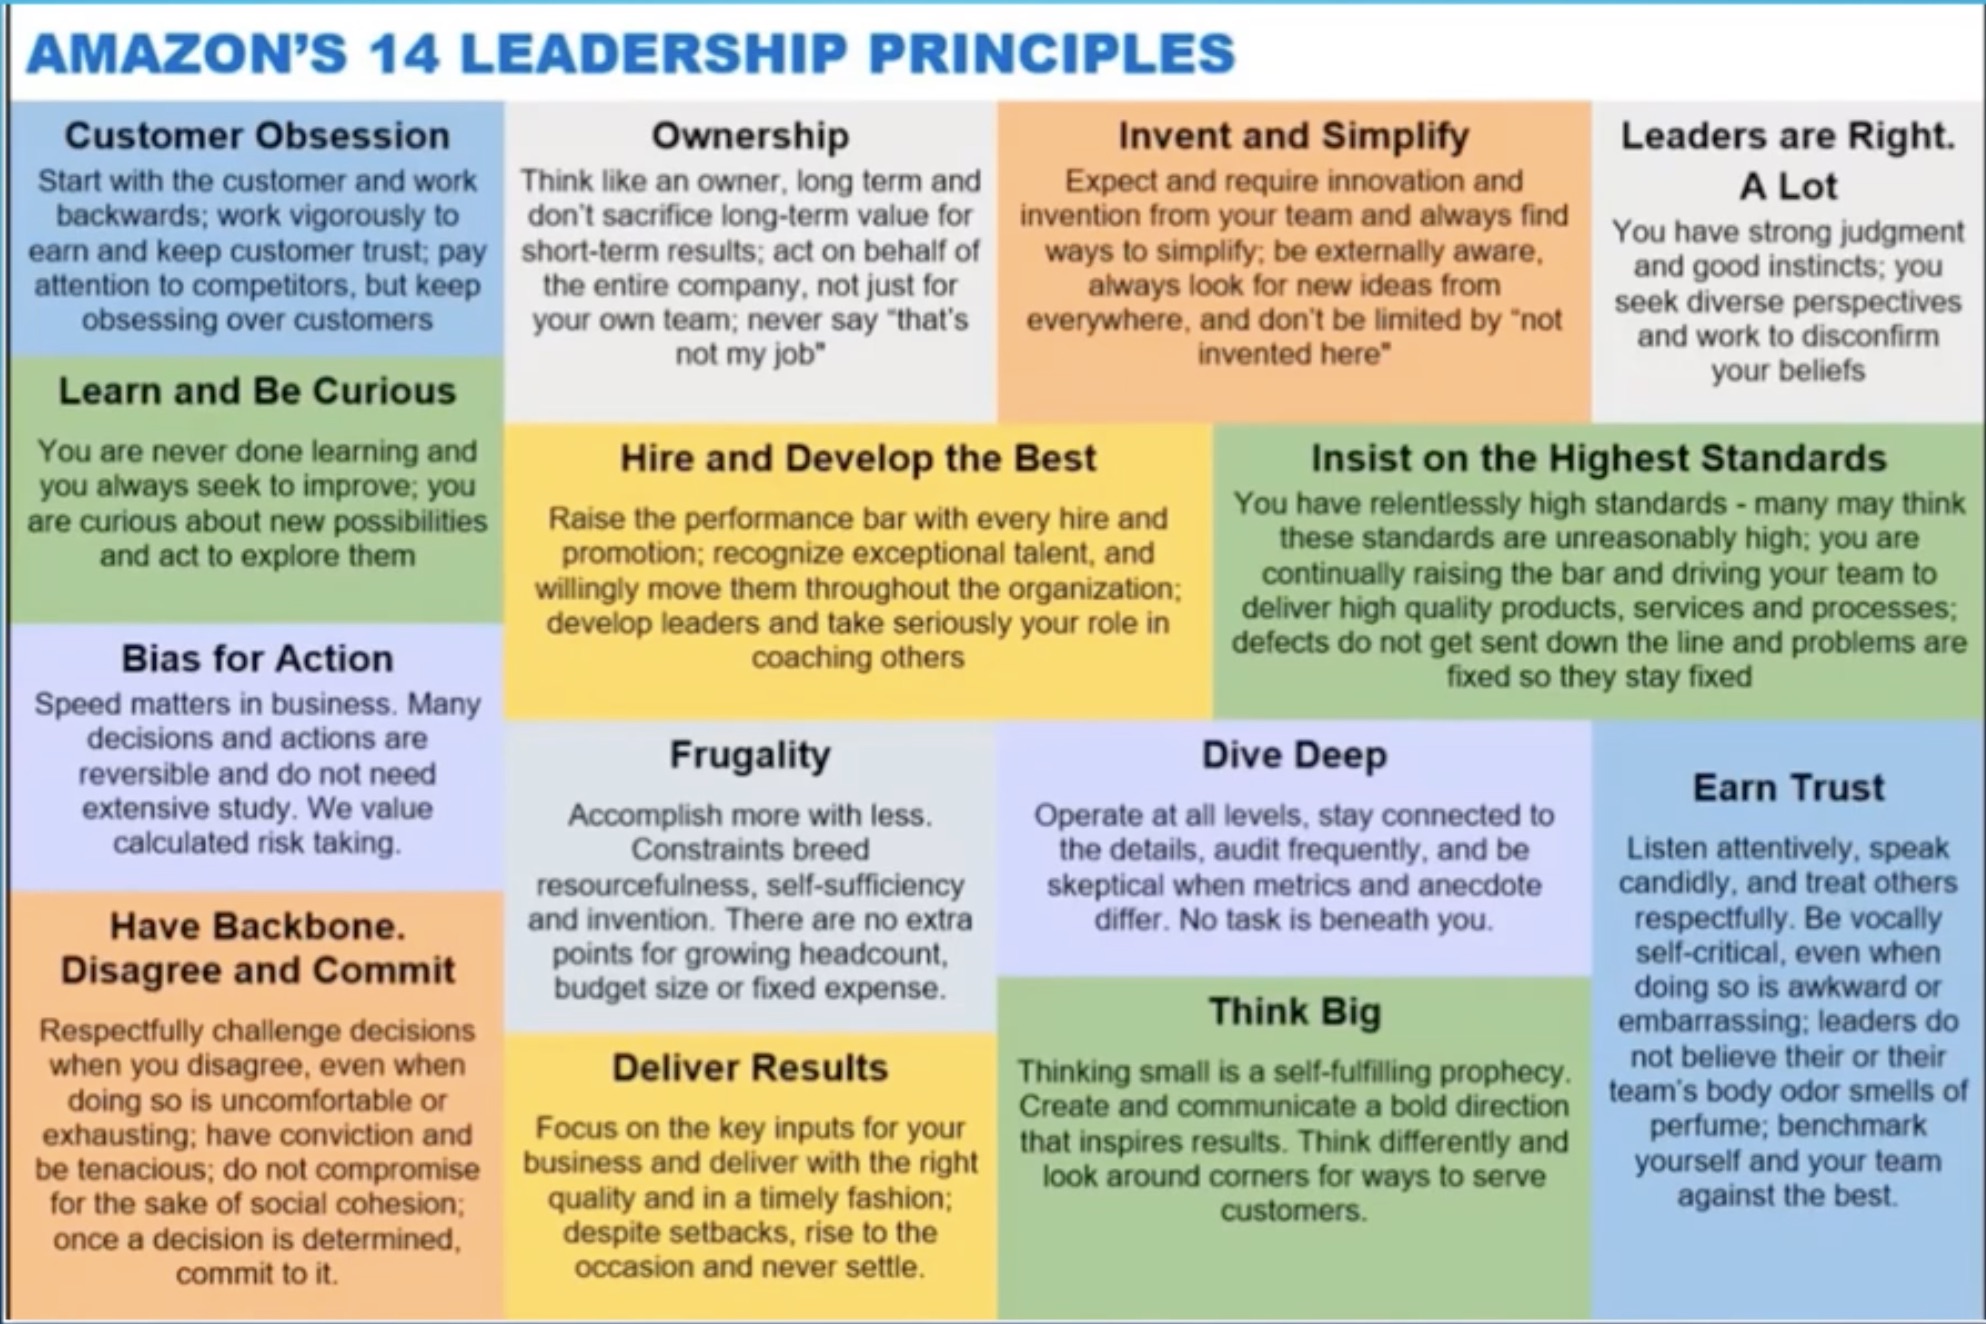 AMAZON'S 14 LEADERSHIP PRINCIPLES
Customer Obsession
Start with the customer and work
backwards; work vigorously to
earn and keep customer trust; pay
attention to competitors, but keep
obsessing over customers
Ownership
Think like an owner, long term and
don't sacrifice long-term value for
short-term results; act on behalf of
the entire company, not just for
your own team; never say "that's
not my job"
Invent and Simplify
Expect and require innovation and
invention from your team and always find
ways to simplify; be externally aware,
always look for new ideas from
everywhere, and don't be limited by "not
invented here"
Leaders are Right.
A Lot
You have strong judgment
and good instincts; you
seek diverse perspectives
and work to disconfirm
your beliefs
Learn and Be Curious
You are never done learning and
you always seek to improve; you
are curious about new possibilities
and act to explore them
Hire and Develop the Best
Raise the performance bar with every hire and
promotion; recognize exceptional talent, and
willingly move them throughout the organization;
develop leaders and take seriously your role in
coaching others
Insist on the Highest Standards
You have relentlessly high standards - many may think
these standards are unreasonably high; you are
continually raising the bar and driving your team to
deliver high quality products, services and processes;
defects do not get sent down the line and problems are
fixed so they stay fixed
Bias for Action
Speed matters in business. Many
decisions and actions are
reversible and do not need
extensive study. We value
calculated risk taking.
Frugality
Accomplish more with less.
Constraints breed
resourcefulness, self-sufficiency
and invention. There are no extra
points for growing headcount,
budget size or fixed expense.
Dive Deep
Operate at all levels, stay connected to
the details, audit frequently, and be
skeptical when metrics and anecdote
differ. No task is beneath you.
Earn Trust
Listen attentively, speak
candidly, and treat others
respectfully. Be vocally
self-critical, even when
doing so is awkward or
embarrassing; leaders do
not believe their or their
team's body odor smells of
perfume; benchmark
yourself and your team
against the best.
Have Backbone.
Disagree and Commit
Respectfully challenge decisions
when you disagree, even when
doing so is uncomfortable or
exhausting; have conviction and
be tenacious; do not compromise
for the sake of social cohesion;
once a decision is determined,
commit to it.
Deliver Results
Focus on the key inputs for your
business and deliver with the right
quality and in a timely fashion;
despite setbacks, rise to the
occasion and never settle.
Think Big
Thinking small is a self-fulfilling prophecy.
Create and communicate a bold direction
that inspires results. Think differently and
look around corners for ways to serve
customers.